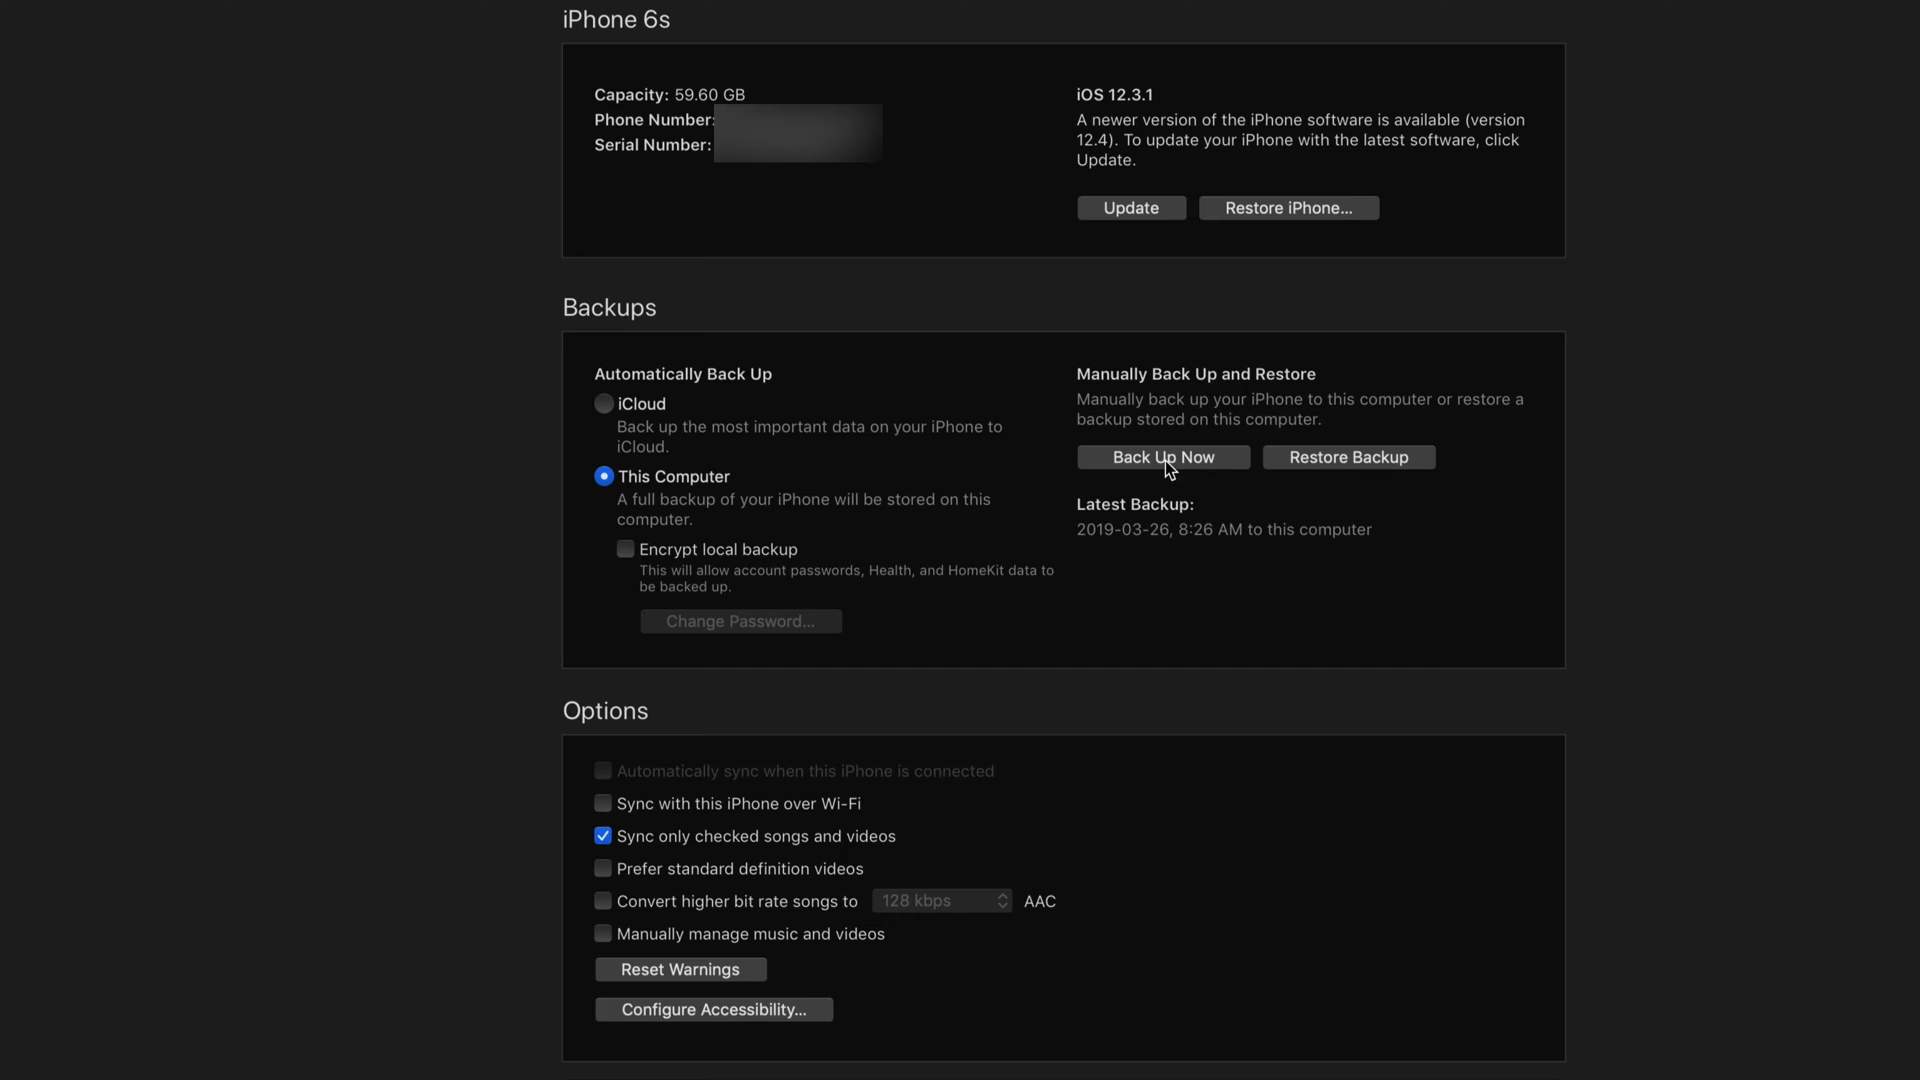 iPhone 6s
Capacity: 59.60 GB
Phone Number:
Serial Number:
iOS 12.3.1
A newer version of the iPhone software is available (version
12.4). To update your iPhone with the latest software, click
Update.
Update
Restore iPhone...
Backups
Automatically Back Up
iCloud
Back up the most important data on your iPhone to
iCloud.
This Computer
A full backup of your iPhone will be stored on this
computer.
Encrypt local backup
This will allow account passwords, Health, and HomeKit data to
be backed up.
Change Password...
Manually Back Up and Restore
Manually back up your iPhone to this computer or restore a
backup stored on this computer.
Back Up Now
Restore Backup
Latest Backup:
2019-03-26, 8:26 AM to this computer
Options
Automatically sync when this iPhone is connected
Sync with this iPhone over Wi-Fi
Sync only checked songs and videos
Prefer standard definition videos
Convert higher bit rate songs to 128 kbps AAC
Manually manage music and videos
Reset Warnings
Configure Accessibility...